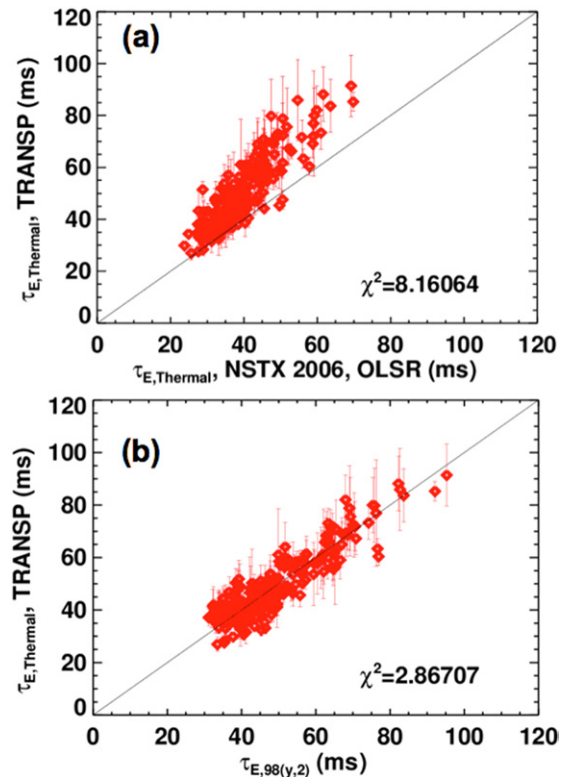 (a)
120
100
80
60
40
20
0
τE,Thermal, TRANSP (ms)
χ²=8.16064
0 20 40 60 80 100 120
τE,Thermal, NSTX 2006, OLSR (ms)
(b)
120
100
80
60
40
20
0
τE,Thermal, TRANSP (ms)
χ²=2.86707
0 20 40 60 80 100 120
τE,98(y,2) (ms)